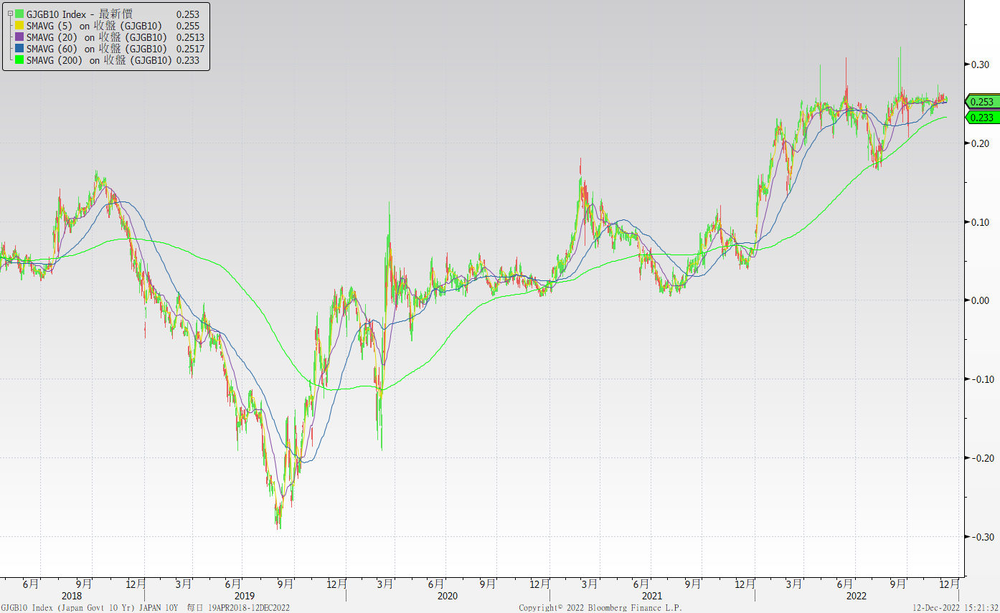 GJGB10 Index - 最新價 0.253
SMAVG (5) on 收盤 (GJGB10) 0.255
SMAVG (20) on 收盤 (GJGB10) 0.2513
SMAVG (60) on 收盤 (GJGB10) 0.2517
SMAVG (200) on 收盤 (GJGB10) 0.233
0.30
0.253
0.233
0.20
0.10
0.00
-0.10
-0.20
-0.30
6月 9月 12月 3月 6月 9月 12月 3月 6月 9月 12月 3月 6月 9月 12月 3月 6月 9月 12月
2018 2019 2020 2021 2022
GJGB10 Index (Japan Govt 10 Yr) JAPAN 10Y 每日 19APR2018-12DEC2022 Copyright© 2022 Bloomberg Finance L.P. 12-Dec-2022 15:21:32